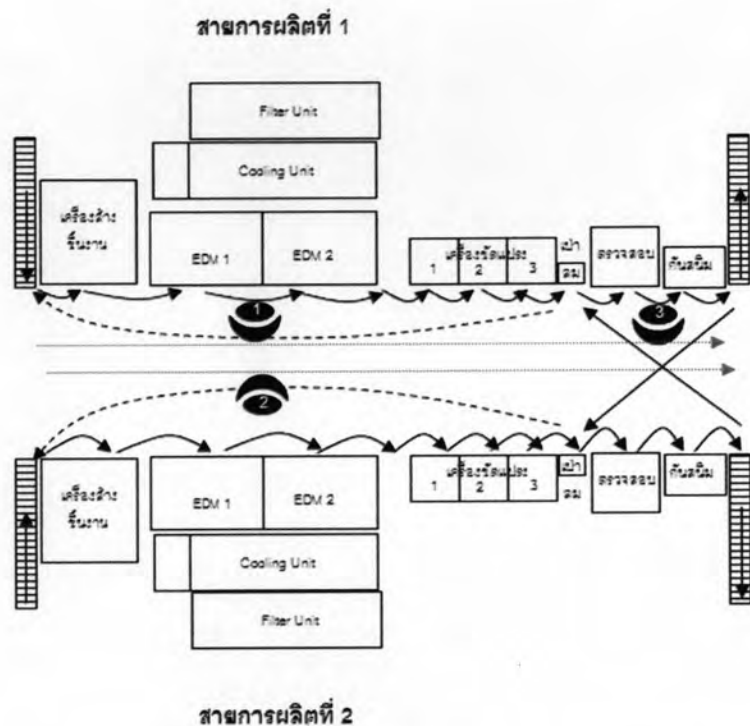 สายการผลิตที่ 1
Filter Unit
Cooling Unit
เครื่องล้าง
ชิ้นงาน
EDM 1
EDM 2
เครื่องขัดแปรง
1
2
3
เป่า
ลม
ตรวจสอบ
กันสนิม
1
3
2
เครื่องล้าง
ชิ้นงาน
EDM 1
EDM 2
เครื่องขัดแปรง
1
2
3
เป่า
ลม
ตรวจสอบ
กันสนิม
Cooling Unit
Filter Unit
สายการผลิตที่ 2